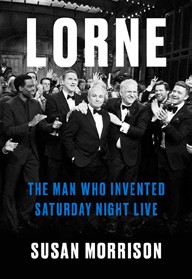 LORNE
THE MAN WHO INVENTED
SATURDAY NIGHT LIVE
SUSAN MORRISON